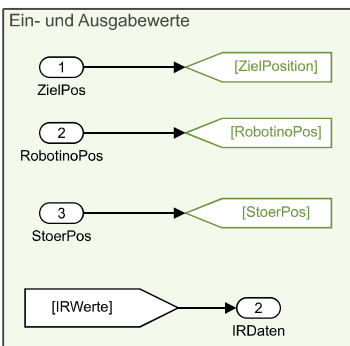 Ein- und Ausgabewerte
1
[ZielPosition]
ZielPos
2
[RobotinoPos]
RobotinoPos
3
[StoerPos]
StoerPos
[IRWerte]
2
IRDaten